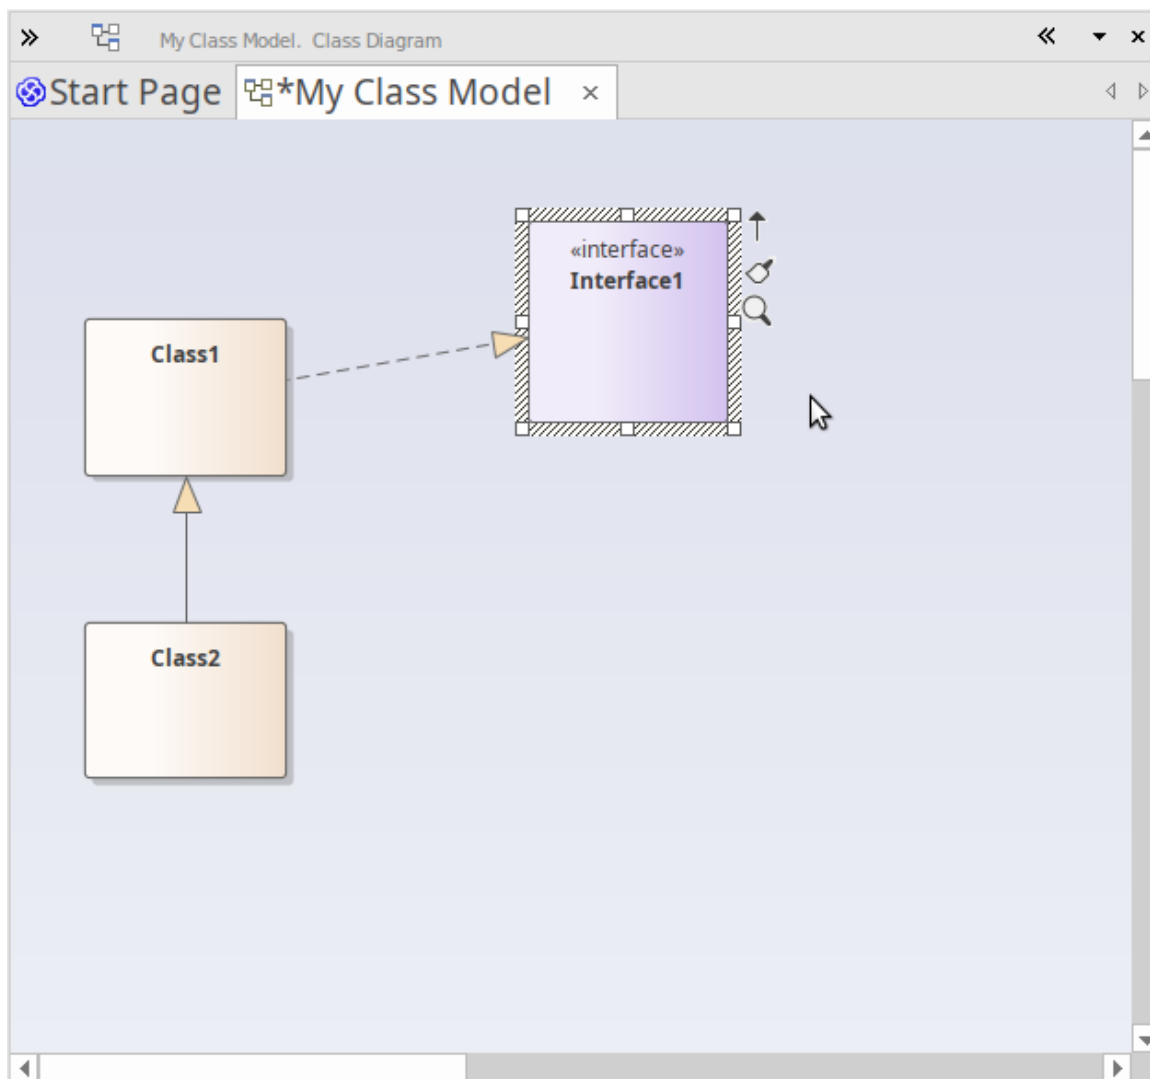 My Class Model.  Class Diagram
Start Page
*My Class Model
«interface»
Interface1
Class1
Class2